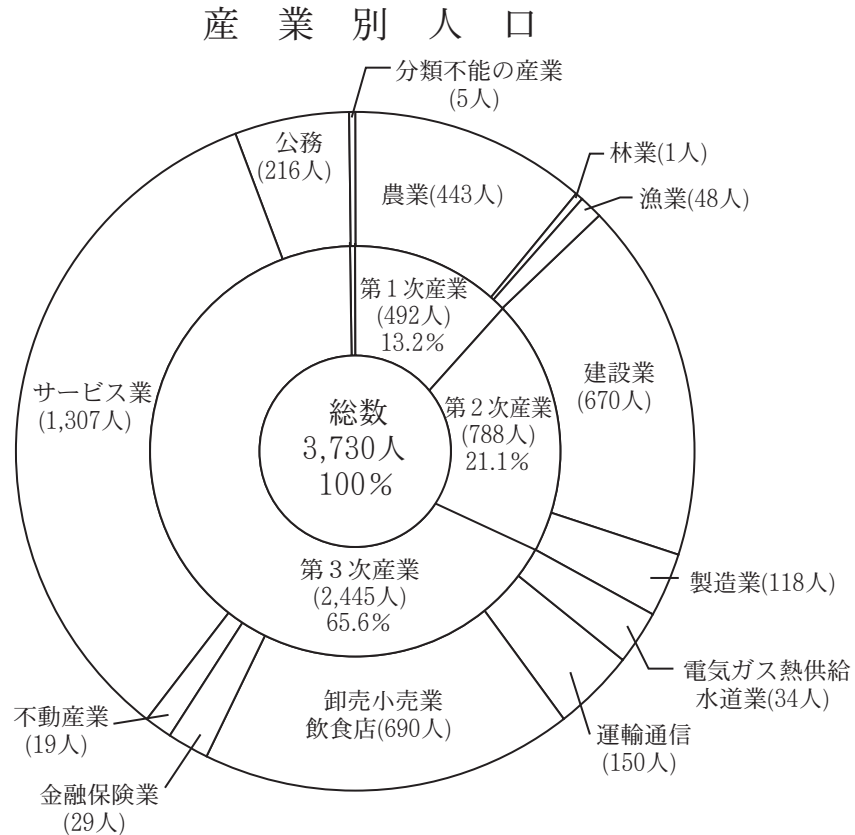 産業別人口
分類不能の産業
(5人)
農業(443人)
林業(1人)
漁業(48人)
建設業
(670人)
製造業(118人)
電気ガス熱供給
水道業(34人)
運輸通信
(150人)
卸売小売業
飲食店(690人)
金融保険業
(29人)
不動産業
(19人)
サービス業
(1,307人)
公務
(216人)
第1次産業
(492人)
13.2%
第2次産業
(788人)
21.1%
第3次産業
(2,445人)
65.6%
総数
3,730人
100%